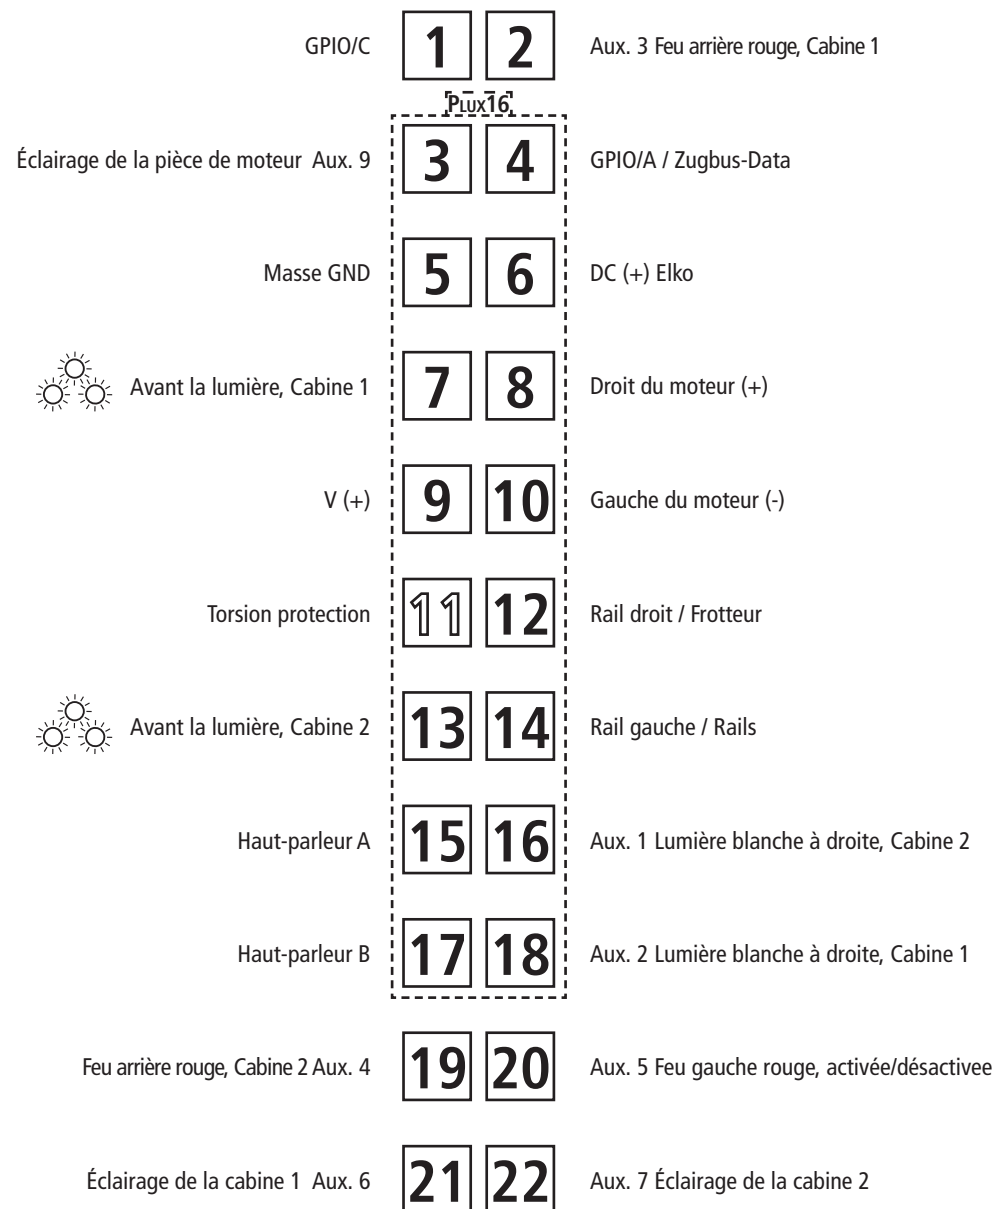 GPIO/C 1 2 Aux. 3 Feu arrière rouge, Cabine 1
PLUX16
Éclairage de la pièce de moteur Aux. 9 3 4 GPIO/A / Zugbus-Data
Masse GND 5 6 DC (+) Elko
Avant la lumière, Cabine 1 7 8 Droit du moteur (+)
V (+) 9 10 Gauche du moteur (-)
Torsion protection 11 12 Rail droit / Frotteur
Avant la lumière, Cabine 2 13 14 Rail gauche / Rails
Haut-parleur A 15 16 Aux. 1 Lumière blanche à droite, Cabine 2
Haut-parleur B 17 18 Aux. 2 Lumière blanche à droite, Cabine 1
Feu arrière rouge, Cabine 2 Aux. 4 19 20 Aux. 5 Feu gauche rouge, activée/désactivee
Éclairage de la cabine 1 Aux. 6 21 22 Aux. 7 Éclairage de la cabine 2